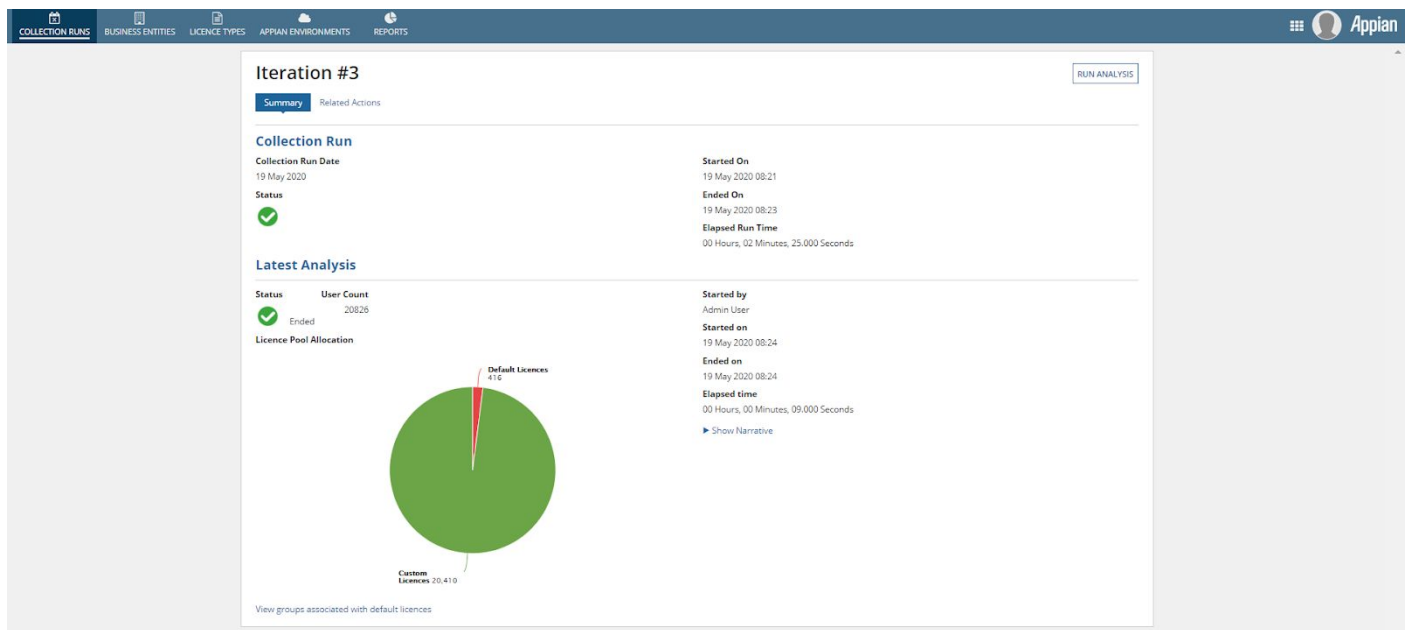 COLLECTION RUNS BUSINESS ENTITIES LICENCE TYPES APPIAN ENVIRONMENTS REPORTS Appian
Iteration #3
RUN ANALYSIS
Summary Related Actions
Collection Run
Collection Run Date
19 May 2020
Status
Started On
19 May 2020 08:21
Ended On
19 May 2020 08:23
Elapsed Run Time
00 Hours, 02 Minutes, 25.000 Seconds
Latest Analysis
Status User Count
20826
Ended
Licence Pool Allocation
Default Licences
416
Custom
Licences 20,410
Started by
Admin User
Started on
19 May 2020 08:24
Ended on
19 May 2020 08:24
Elapsed time
00 Hours, 00 Minutes, 09.000 Seconds
Show Narrative
View groups associated with default licences